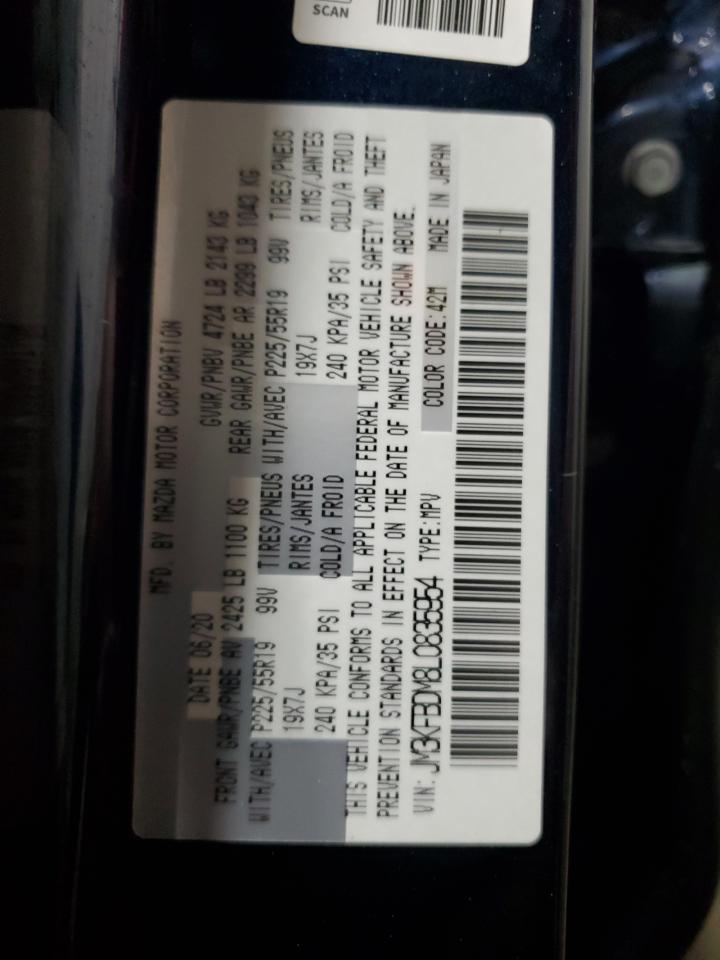 MFD. BY MAZDA MOTOR CORPORATION
DATE 06/20 GVWR/PNBV 4724 LB 2143 KG
FRONT GAWR/PNBE AV 2425 LB 1100 KG REAR GAWR/PNBE AR 2299 LB 1043 KG
WITH/AVEC P225/55R19 99V TIRES/PNEUS WITH/AVEC P225/55R19 99V TIRES/PNEUS
19X7J RIMS/JANTES 19X7J RIMS/JANTES
240 KPA/35 PSI COLD/A FROID 240 KPA/35 PSI COLD/A FROID
THIS VEHICLE CONFORMS TO ALL APPLICABLE FEDERAL MOTOR VEHICLE SAFETY AND THEFT
PREVENTION STANDARDS IN EFFECT ON THE DATE OF MANUFACTURE SHOWN ABOVE.
VIN: JM3KFBDM8L0835954 TYPE:MPV COLOR CODE:42M MADE IN JAPAN
SCAN